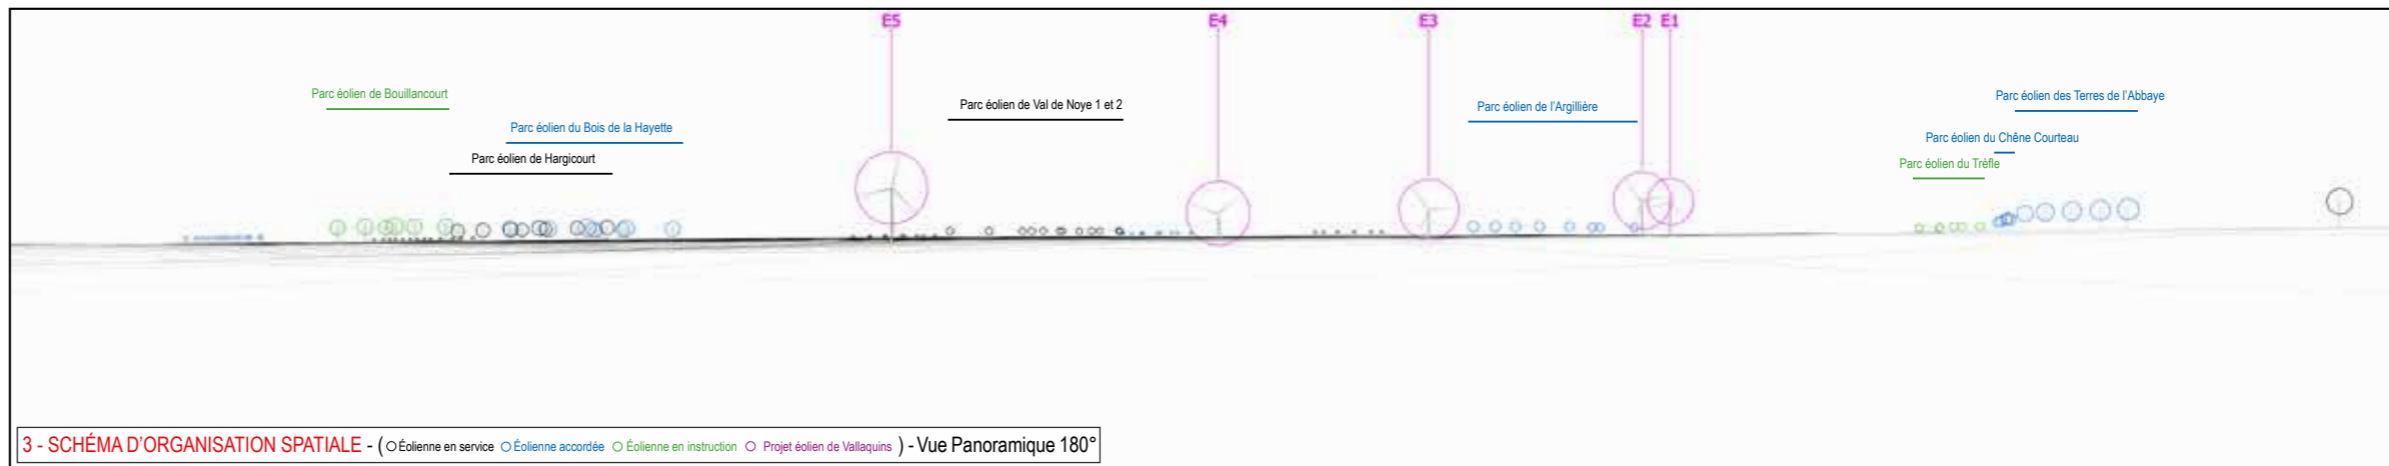 E5
E4
E3
E2 E1
Parc éolien de Bouillancourt
Parc éolien du Bois de la Hayette
Parc éolien de Hargicourt
Parc éolien de Val de Noye 1 et 2
Parc éolien de l'Argillière
Parc éolien des Terres de l'Abbaye
Parc éolien du Chêne Courteau
Parc éolien du Trèfle
3 - SCHÉMA D'ORGANISATION SPATIALE - ( Éolienne en service Éolienne accordée Éolienne en instruction Projet éolien de Vallaquins ) - Vue Panoramique 180°